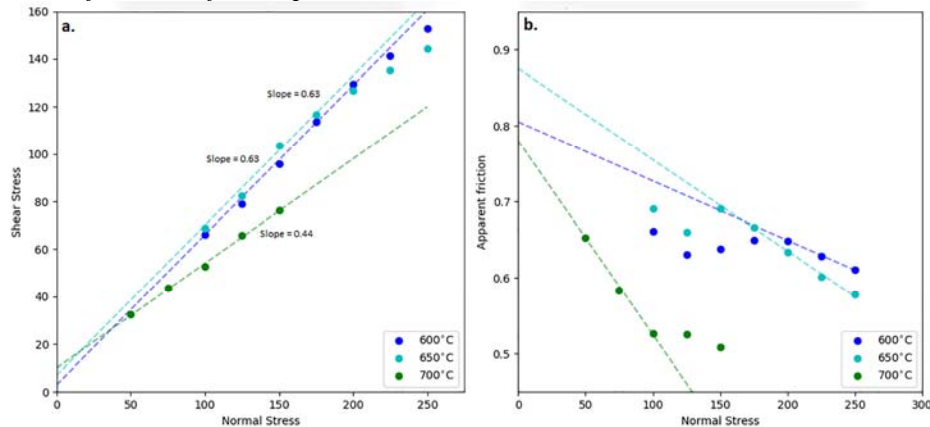 a.
160
140
120
100
80
60
40
20
0
Shear Stress
Slope = 0.63
Slope = 0.63
Slope = 0.44
600°C
650°C
700°C
0 50 100 150 200 250
Normal Stress
b.
0.9
0.8
0.7
0.6
0.5
Apparent friction
600°C
650°C
700°C
0 50 100 150 200 250 300
Normal Stress